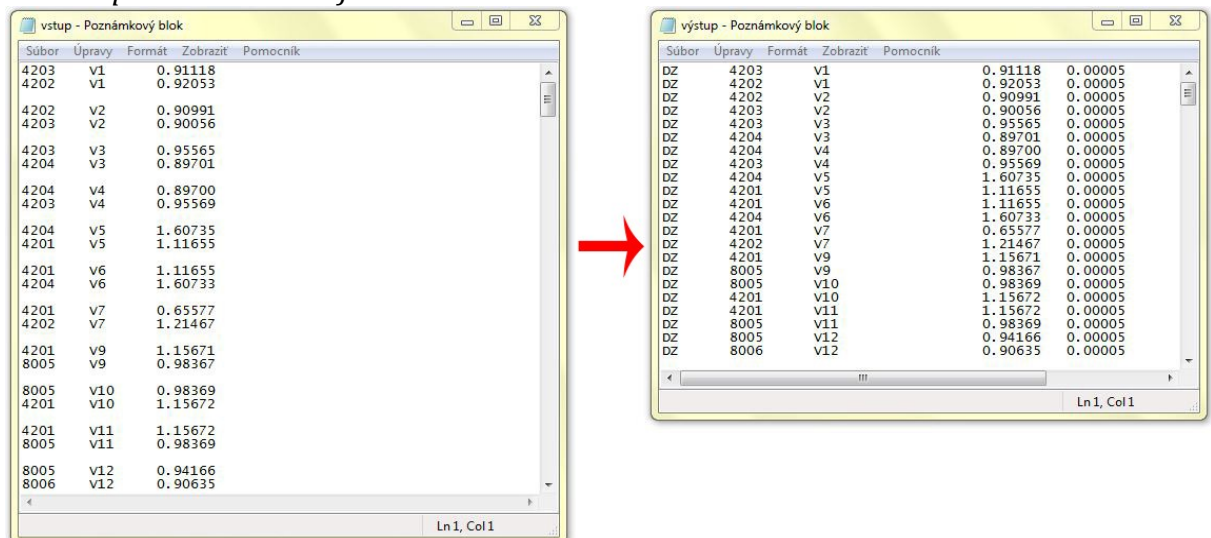 vstup - Poznámkový blok
Súbor Úpravy Formát Zobraziť Pomocník
4203 V1 0.91118
4202 V1 0.92053
4202 V2 0.90991
4203 V2 0.90056
4203 V3 0.95565
4204 V3 0.89701
4204 V4 0.89700
4203 V4 0.95569
4204 V5 1.60735
4201 V5 1.11655
4201 V6 1.11655
4204 V6 1.60733
4201 V7 0.65577
4202 V7 1.21467
4201 V9 1.15671
8005 V9 0.98367
8005 V10 0.98369
4201 V10 1.15672
4201 V11 1.15672
8005 V11 0.98369
8005 V12 0.94166
8006 V12 0.90635
Ln 1, Col 1
výstup - Poznámkový blok
Súbor Úpravy Formát Zobraziť Pomocník
DZ 4203 V1 0.91118 0.00005
DZ 4202 V1 0.92053 0.00005
DZ 4202 V2 0.90991 0.00005
DZ 4203 V2 0.90056 0.00005
DZ 4203 V3 0.95565 0.00005
DZ 4204 V3 0.89701 0.00005
DZ 4204 V4 0.89700 0.00005
DZ 4203 V4 0.95569 0.00005
DZ 4204 V5 1.60735 0.00005
DZ 4201 V5 1.11655 0.00005
DZ 4201 V6 1.11655 0.00005
DZ 4204 V6 1.60733 0.00005
DZ 4201 V7 0.65577 0.00005
DZ 4202 V7 1.21467 0.00005
DZ 4201 V9 1.15671 0.00005
DZ 8005 V9 0.98367 0.00005
DZ 8005 V10 0.98369 0.00005
DZ 4201 V10 1.15672 0.00005
DZ 4201 V11 1.15672 0.00005
DZ 8005 V11 0.98369 0.00005
DZ 8005 V12 0.94166 0.00005
DZ 8006 V12 0.90635 0.00005
Ln 1, Col 1